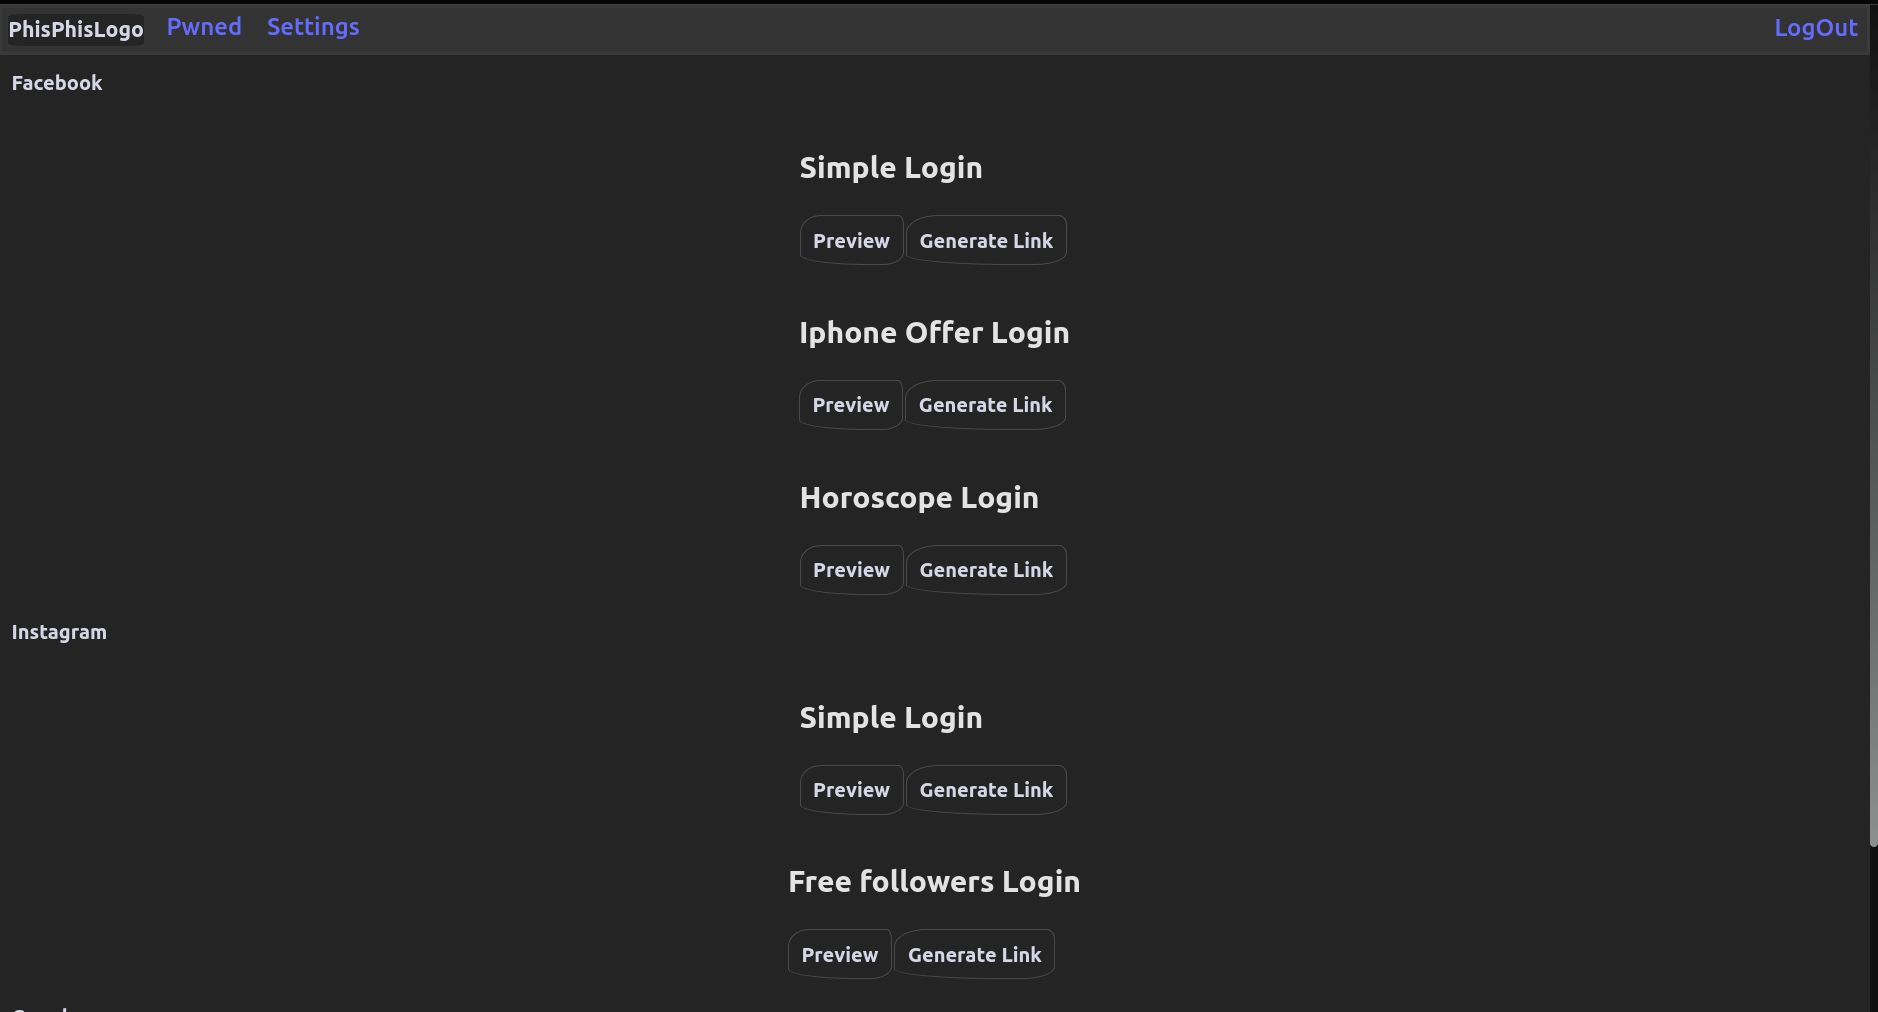 PhisPhisLogo Pwned Settings LogOut
Facebook
Simple Login
Preview Generate Link
Iphone Offer Login
Preview Generate Link
Horoscope Login
Preview Generate Link
Instagram
Simple Login
Preview Generate Link
Free followers Login
Preview Generate Link